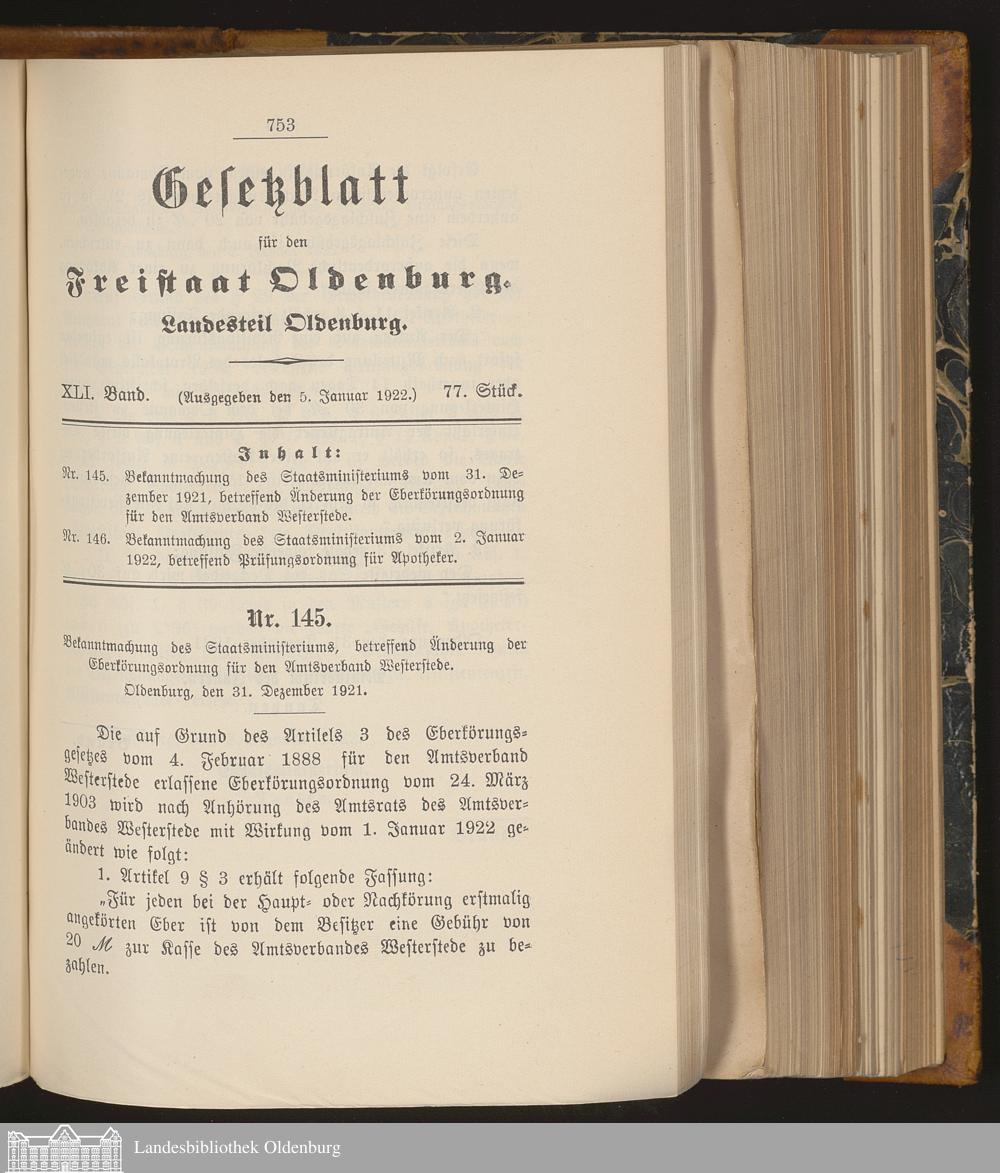 753
Gesetzblatt
für den
Freistaat Oldenburg.
Landesteil Oldenburg.
XLI. Band. (Ausgegeben den 5. Januar 1922.) 77. Stück.
Inhalt:
Nr. 145. Bekanntmachung des Staatsministeriums vom 31. De-
zember 1921, betreffend Änderung der Eberkörungsordnung
für den Amtsverband Westerstede.
Nr. 146. Bekanntmachung des Staatsministeriums vom 2. Januar
1922, betreffend Prüfungsordnung für Apotheker.
Nr. 145.
Bekanntmachung des Staatsministeriums, betreffend Änderung der
Eberkörungsordnung für den Amtsverband Westerstede.
Oldenburg, den 31. Dezember 1921.
Die auf Grund des Artilels 3 des Eberkörungs-
gesetzes vom 4. Februar 1888 für den Amtsverband
Westerstede erlassene Eberkörungsordnung vom 24. März
1903 wird nach Anhörung des Amtsrats des Amtsver-
bandes Westerstede mit Wirkung vom 1. Januar 1922 ge-
ändert wie folgt:
1. Artikel 9 § 3 erhält folgende Fassung:
„Für jeden bei der Haupt- oder Nachkörung erstmalig
angekörten Eber ist von dem Besitzer eine Gebühr von
20 ℳ zur Kasse des Amtsverbandes Westerstede zu be-
zahlen.
Landesbibliothek Oldenburg